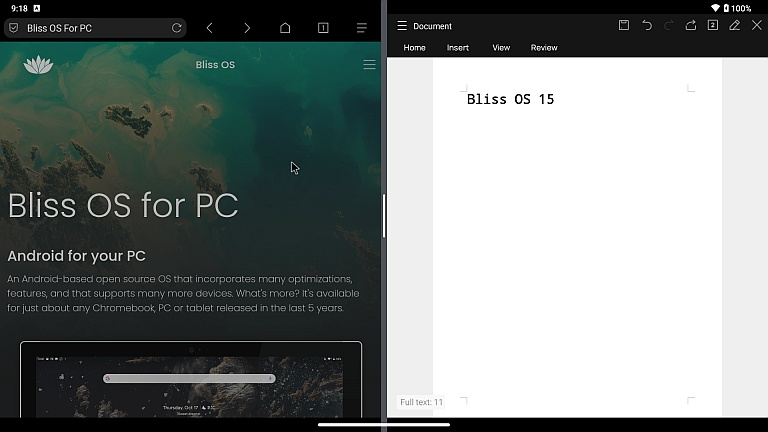 9:18
A
100%
Bliss OS For PC
1
Bliss OS
Bliss OS for PC
Android for your PC
An Android-based open source OS that incorporates many optimizations,
features, and that supports many more devices. What's more? It's available
for just about any Chromebook, PC or tablet released in the last 5 years.
Thursday, Oct 17
Document
2
Home
Insert
View
Review
Bliss OS 15
Full text: 11